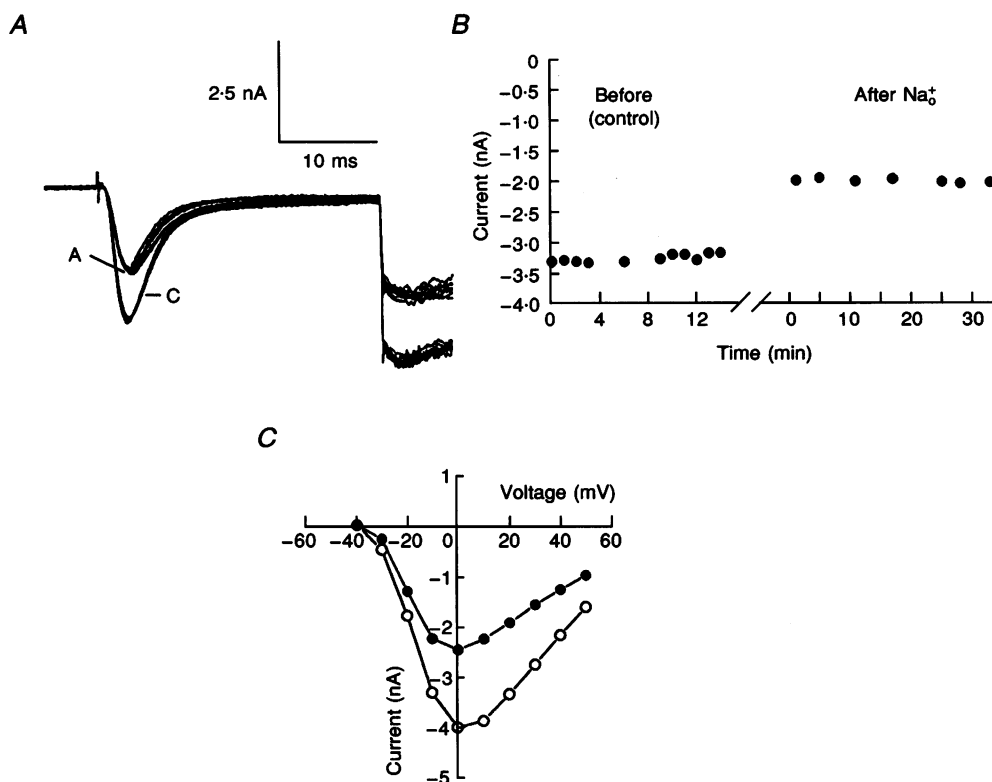 A
2·5 nA
10 ms
A
C
B
0
−0·5
−1·0
−1·5
−2·0
−2·5
−3·0
−3·5
−4·0
Current (nA)
Before
(control)
After Na₀⁺
0 4 8 12 0 10 20 30
Time (min)
C
1
Voltage (mV)
−60 −40 −20 0 20 40 60
−1
−2
−3
−4
−5
Current (nA)